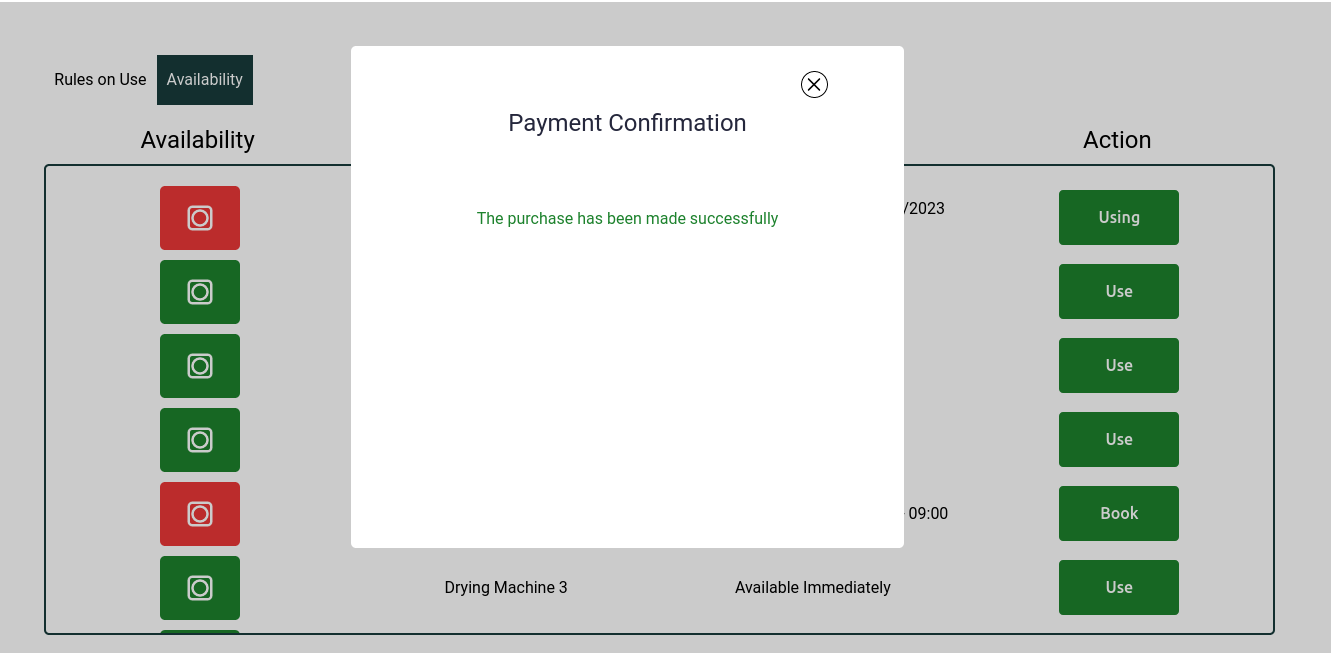 Rules on Use
Availability
Payment Confirmation
Availability
Action
/2023
Using
The purchase has been made successfully
Use
Use
Use
09:00
Book
Drying Machine 3
Available Immediately
Use